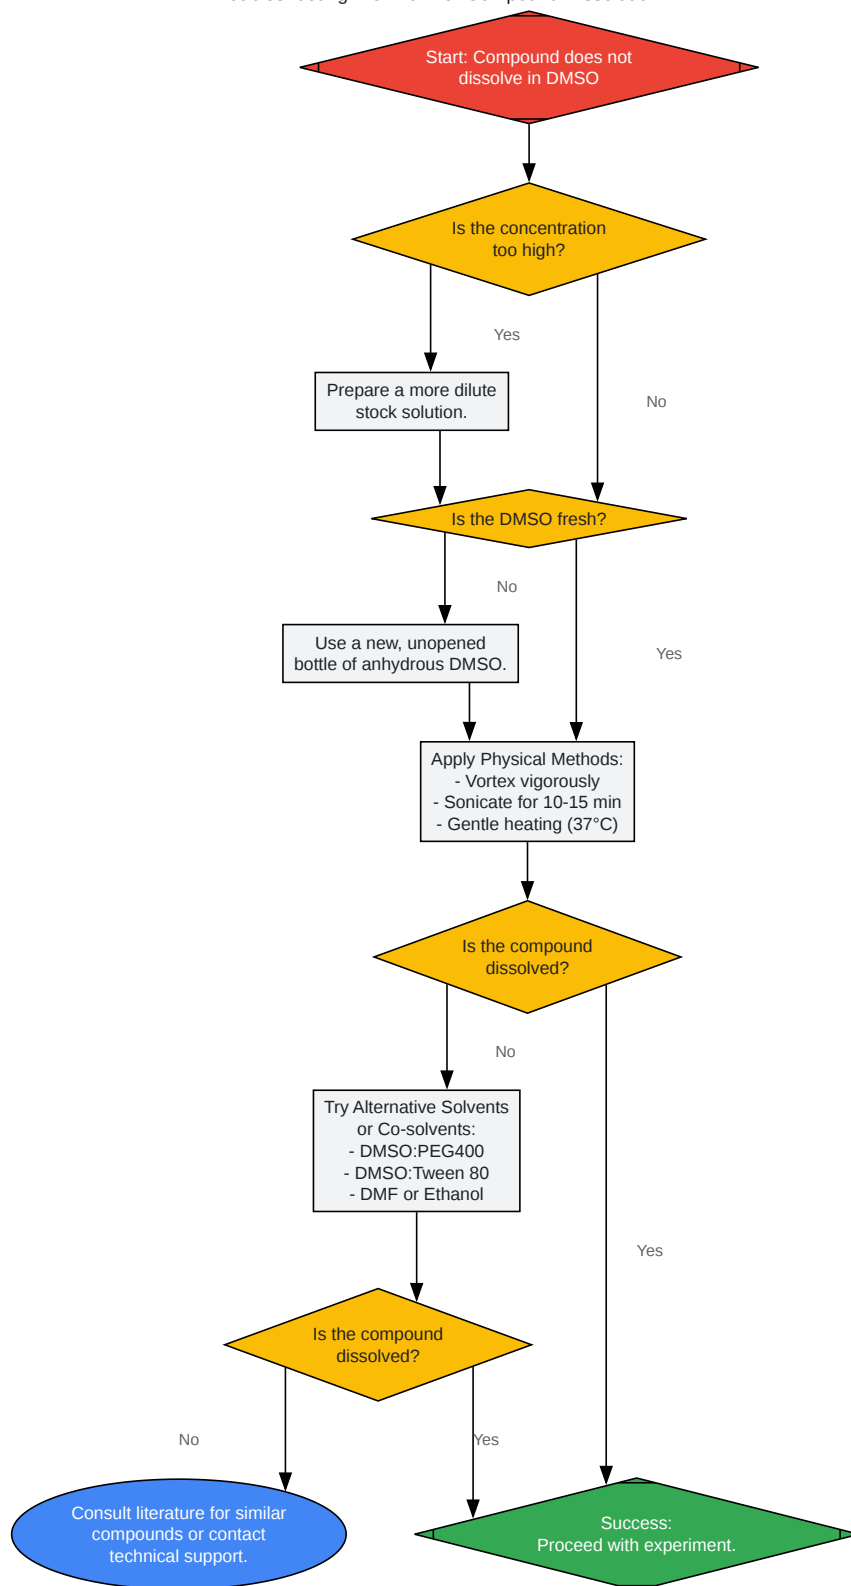 Start: Compound does not
dissolve in DMSO
Is the concentration
too high?
Yes
Prepare a more dilute
stock solution.
No
Is the DMSO fresh?
No
Use a new, unopened
bottle of anhydrous DMSO.
Yes
Apply Physical Methods:
- Vortex vigorously
- Sonicate for 10-15 min
- Gentle heating (37°C)
Is the compound
dissolved?
No
Try Alternative Solvents
or Co-solvents:
- DMSO:PEG400
- DMSO:Tween 80
- DMF or Ethanol
Yes
Is the compound
dissolved?
No
Yes
Consult literature for similar
compounds or contact
technical support.
Success:
Proceed with experiment.